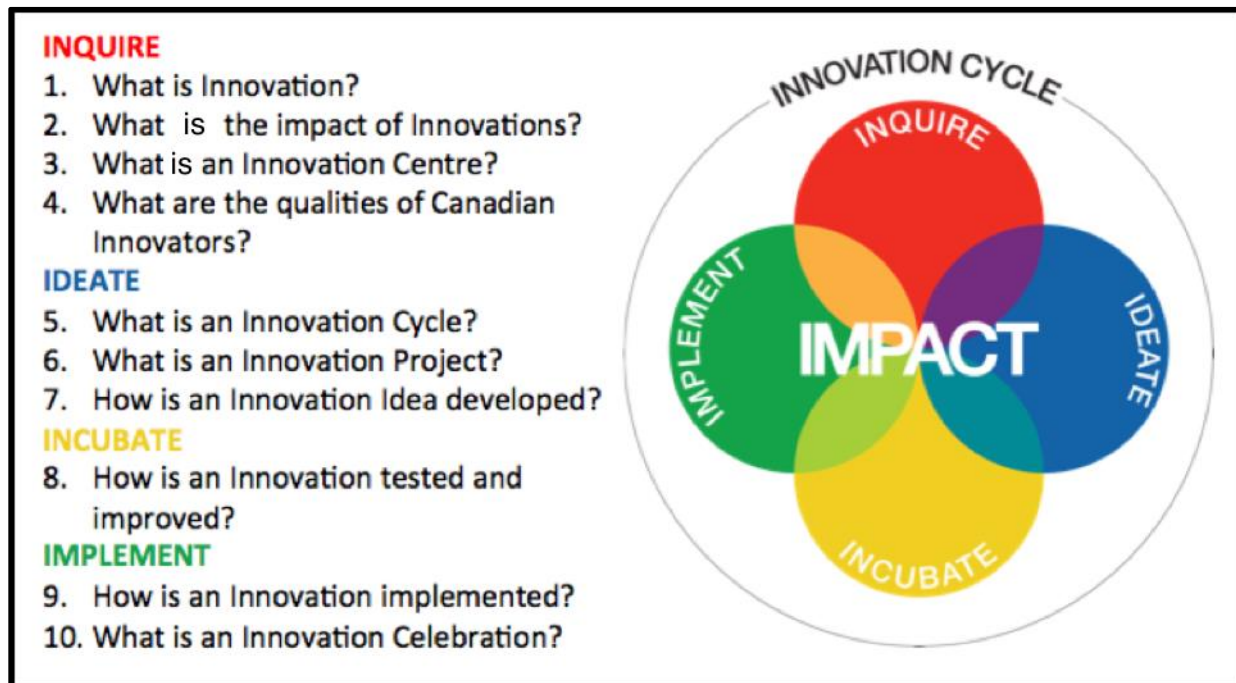 INQUIRE
1. What is Innovation?
2. What is the impact of Innovations?
3. What is an Innovation Centre?
4. What are the qualities of Canadian
Innovators?
IDEATE
5. What is an Innovation Cycle?
6. What is an Innovation Project?
7. How is an Innovation Idea developed?
INCUBATE
8. How is an Innovation tested and
improved?
IMPLEMENT
9. How is an Innovation implemented?
10. What is an Innovation Celebration?
INNOVATION CYCLE
INQUIRE
IMPLEMENT
IMPACT
IDEATE
INCUBATE